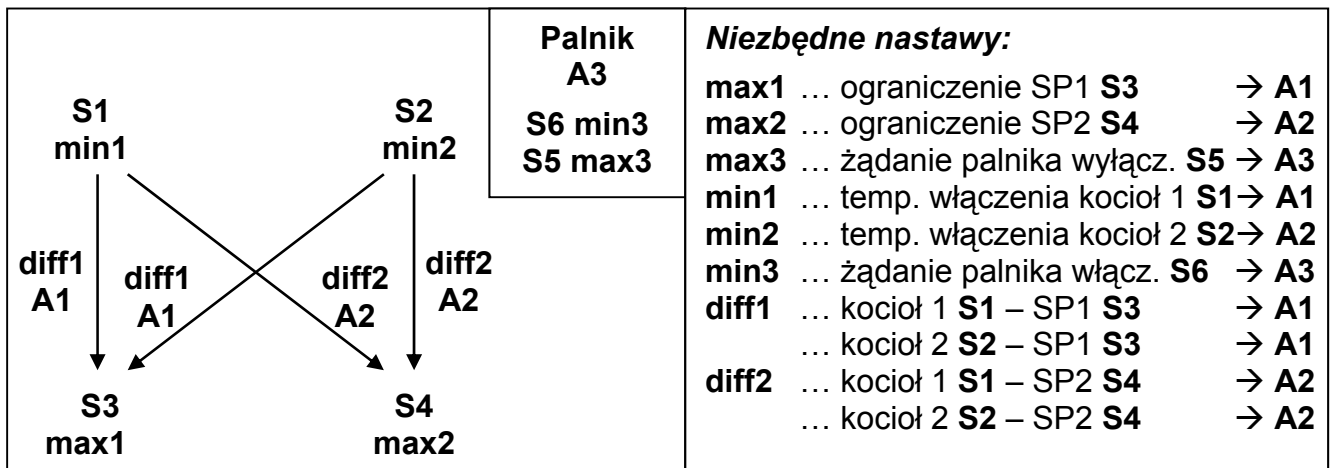 S1
min1
S2
min2
diff1
A1
diff1
A1
diff2
A2
diff2
A2
S3
max1
S4
max2
Palnik
A3
S6 min3
S5 max3
Niezbędne nastawy:
max1 … ograniczenie SP1 S3 → A1
max2 … ograniczenie SP2 S4 → A2
max3 … żądanie palnika wyłącz. S5 → A3
min1 … temp. włączenia kocioł 1 S1 → A1
min2 … temp. włączenia kocioł 2 S2 → A2
min3 … żądanie palnika włącz. S6 → A3
diff1 … kocioł 1 S1 – SP1 S3 → A1
… kocioł 2 S2 – SP1 S3 → A1
diff2 … kocioł 1 S1 – SP2 S4 → A2
… kocioł 2 S2 – SP2 S4 → A2